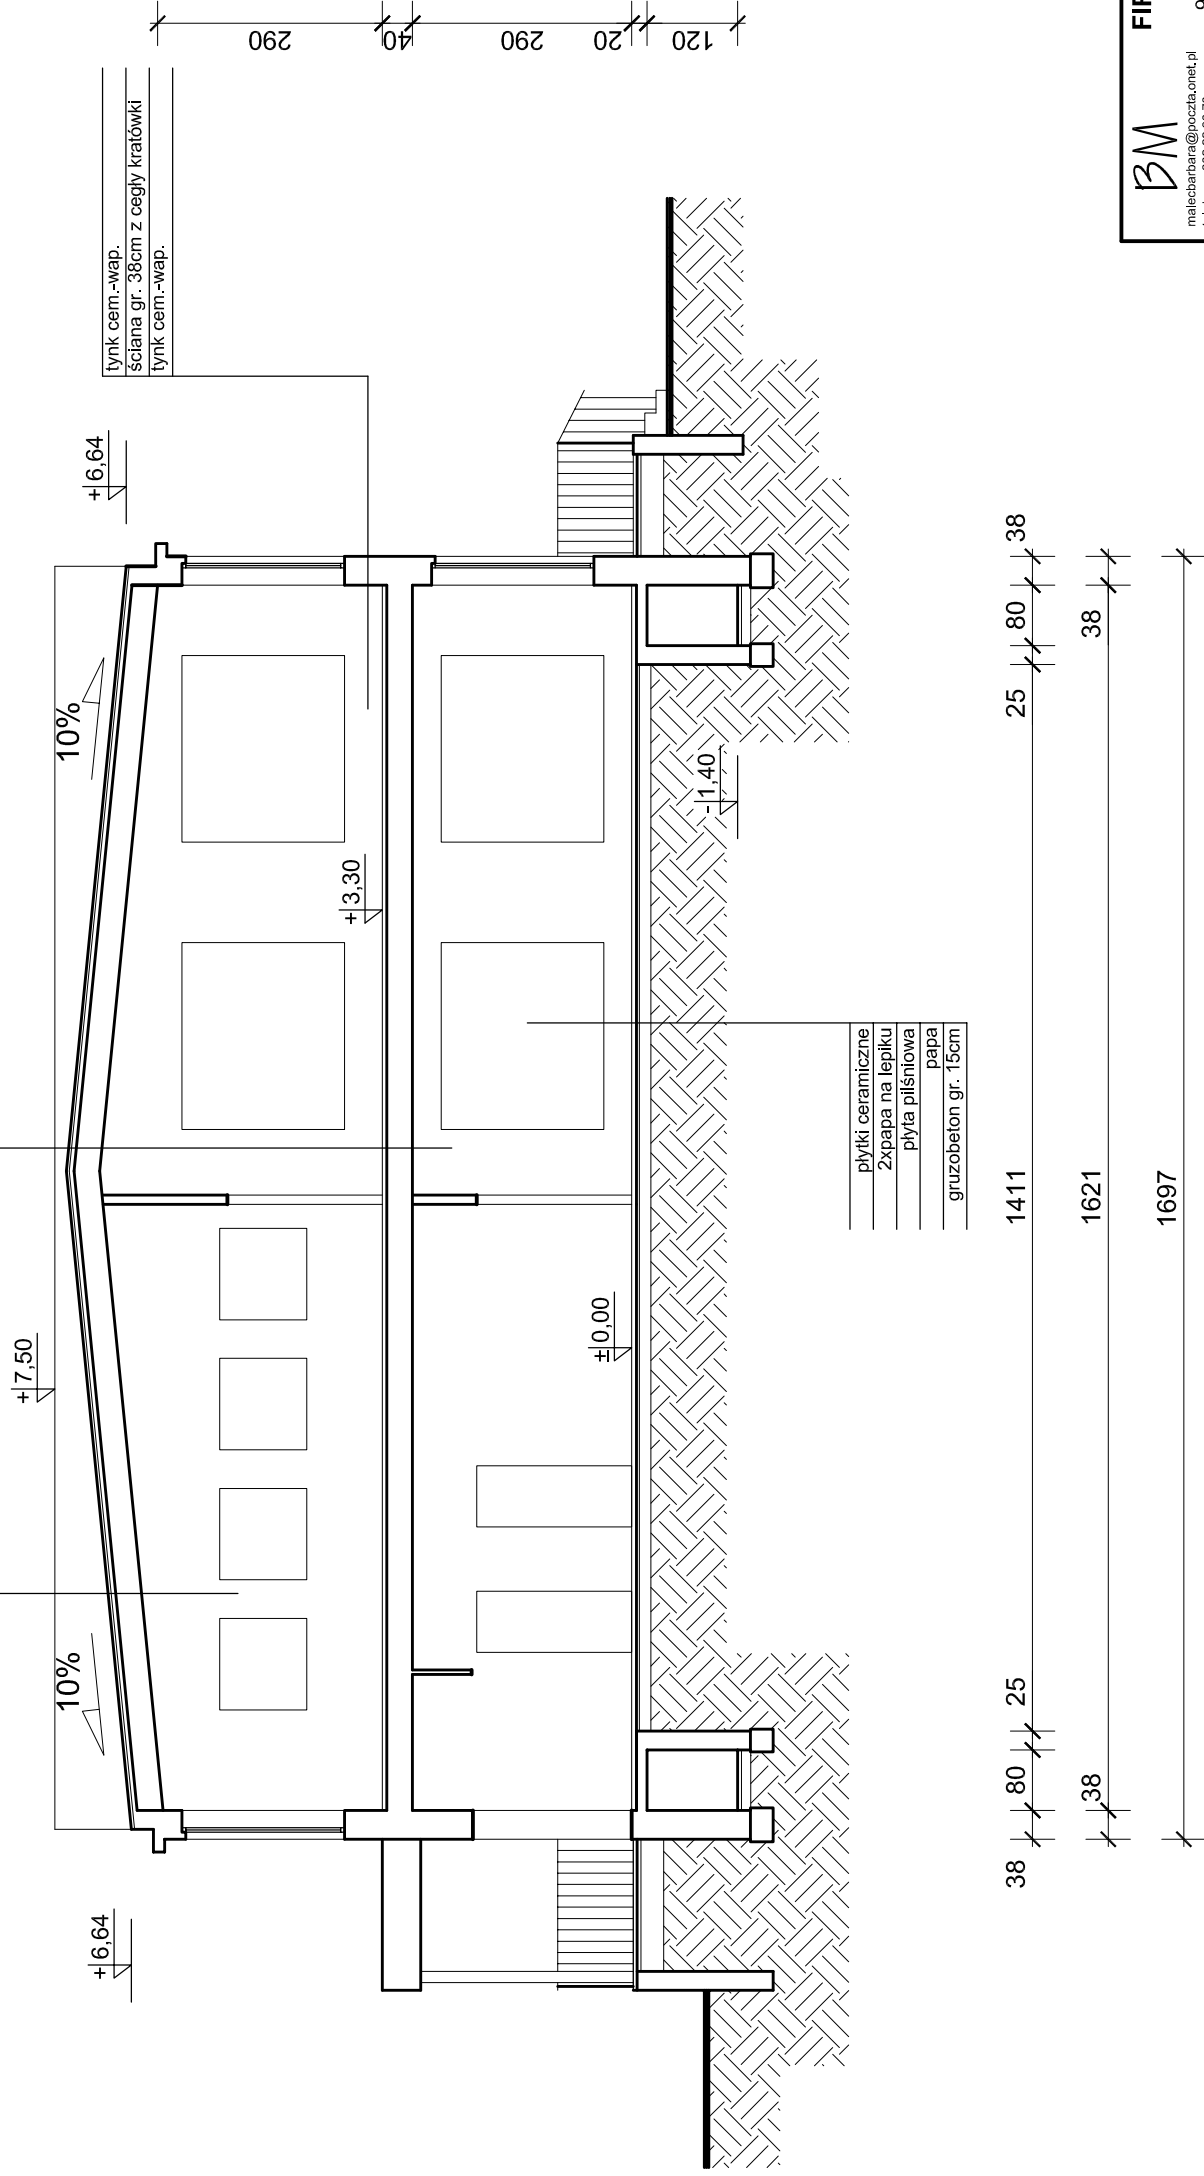 tynk cem.-wap.
ściana gr. 38cm z cegły kratówki
tynk cem.-wap.
+7,50
+6,64
+6,64
10%
10%
+3,30
±0,00
-1,40
290
40
290
20
120
płytki ceramiczne
2xpapa na lepiku
płyta pilśniowa
papa
gruzobeton gr. 15cm
38
80
25
1411
25
80
38
38
1621
38
1697
BM
malecbarbara@poczta.onet.pl